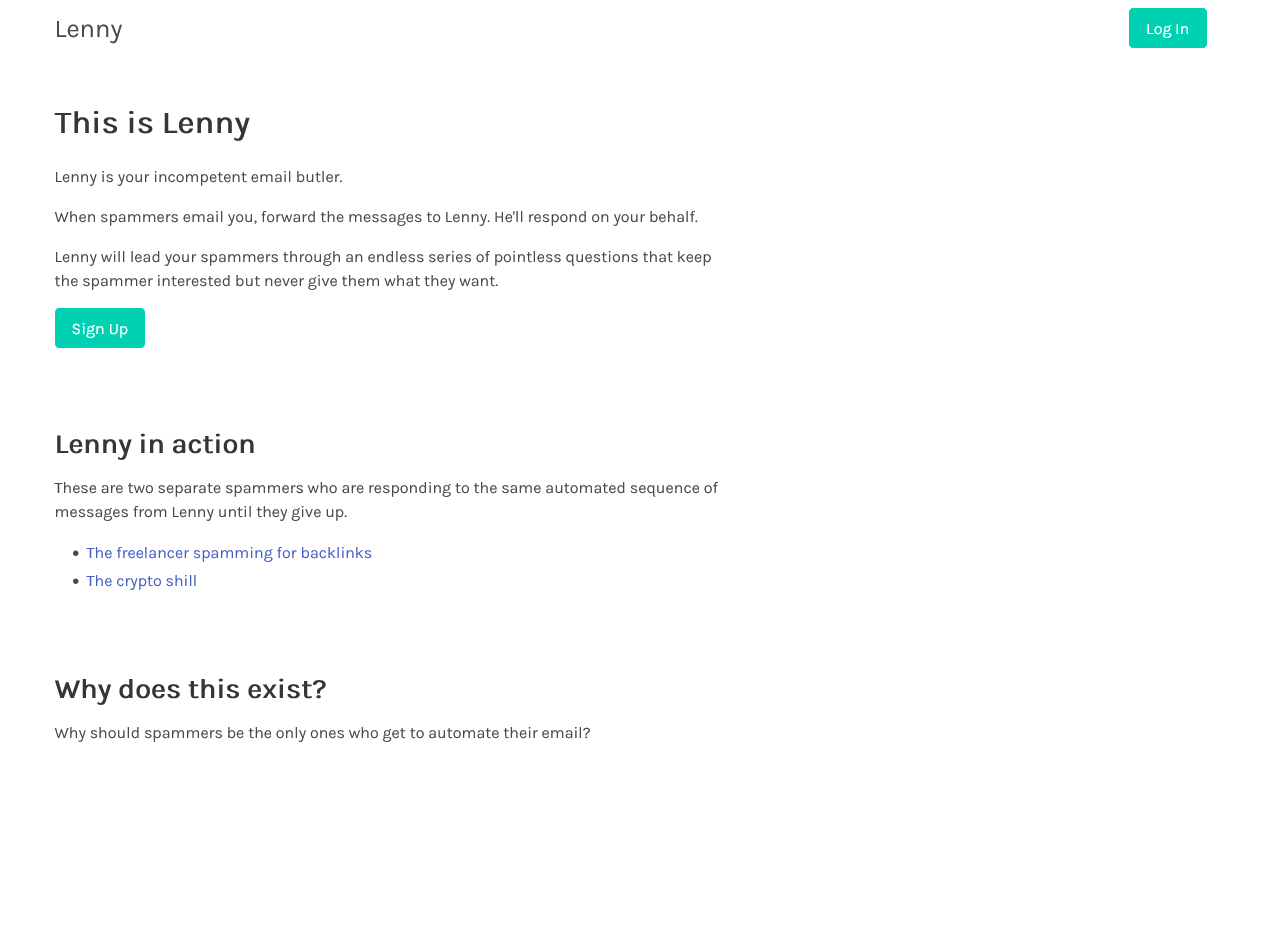 Lenny
Log In
This is Lenny
Lenny is your incompetent email butler.
When spammers email you, forward the messages to Lenny. He'll respond on your behalf.
Lenny will lead your spammers through an endless series of pointless questions that keep
the spammer interested but never give them what they want.
Sign Up
Lenny in action
These are two separate spammers who are responding to the same automated sequence of
messages from Lenny until they give up.
• The freelancer spamming for backlinks
• The crypto shill
Why does this exist?
Why should spammers be the only ones who get to automate their email?